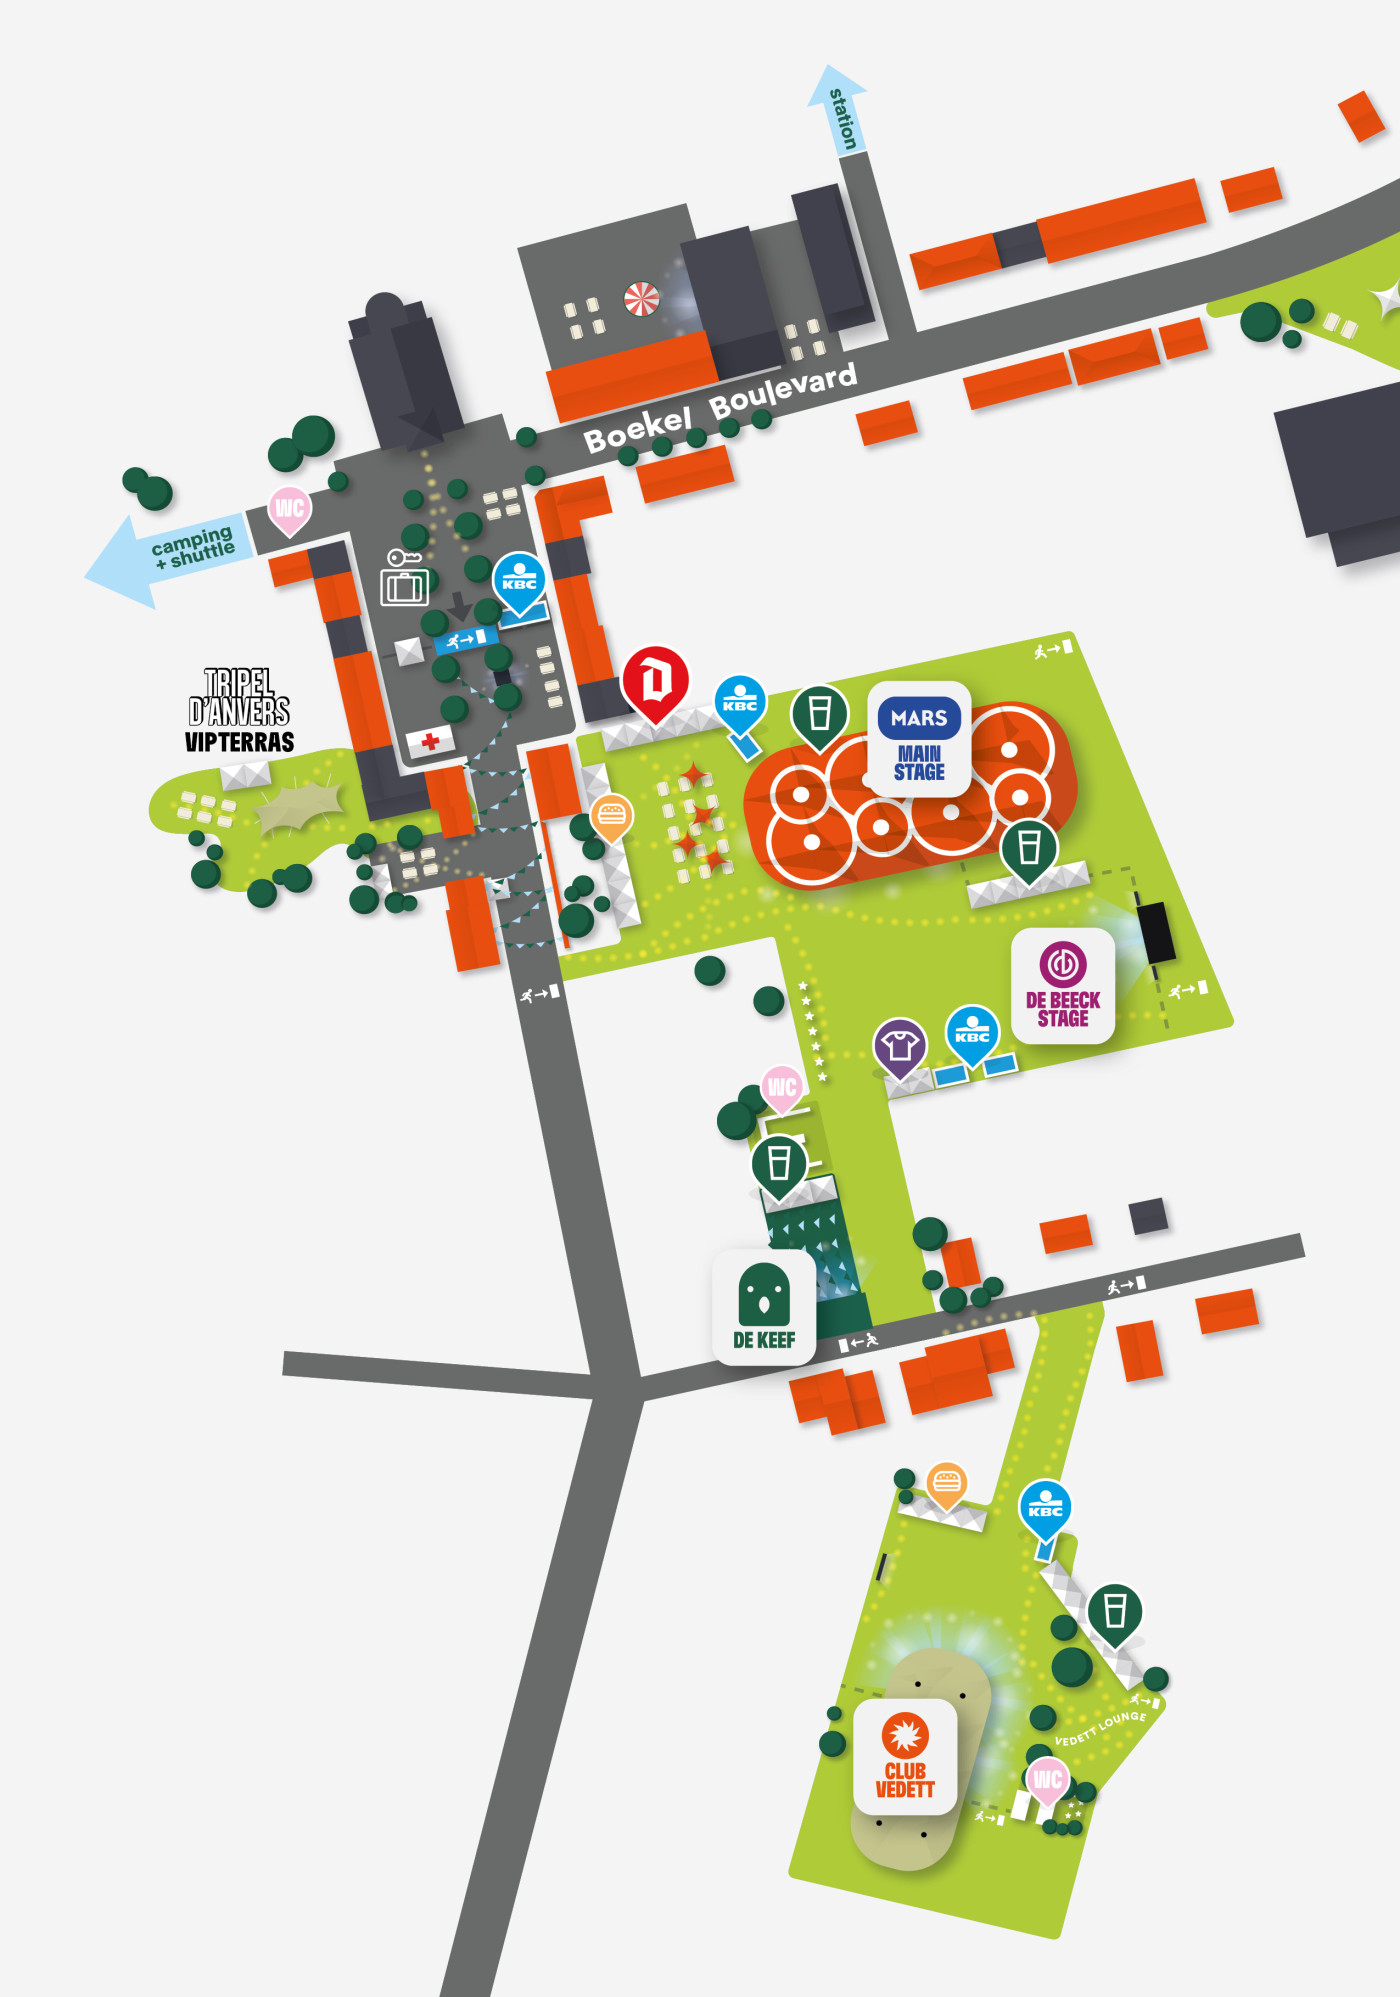 station
Boekel Boulevard
WC
camping
+ shuttle
KBC
TRIPEL
D'ANVERS
VIPTERRAS
KBC
MARS
MAIN
STAGE
DE BEECK
STAGE
KBC
WC
DE KEEF
KBC
VEDETT LOUNGE
CLUB
VEDETT
WC